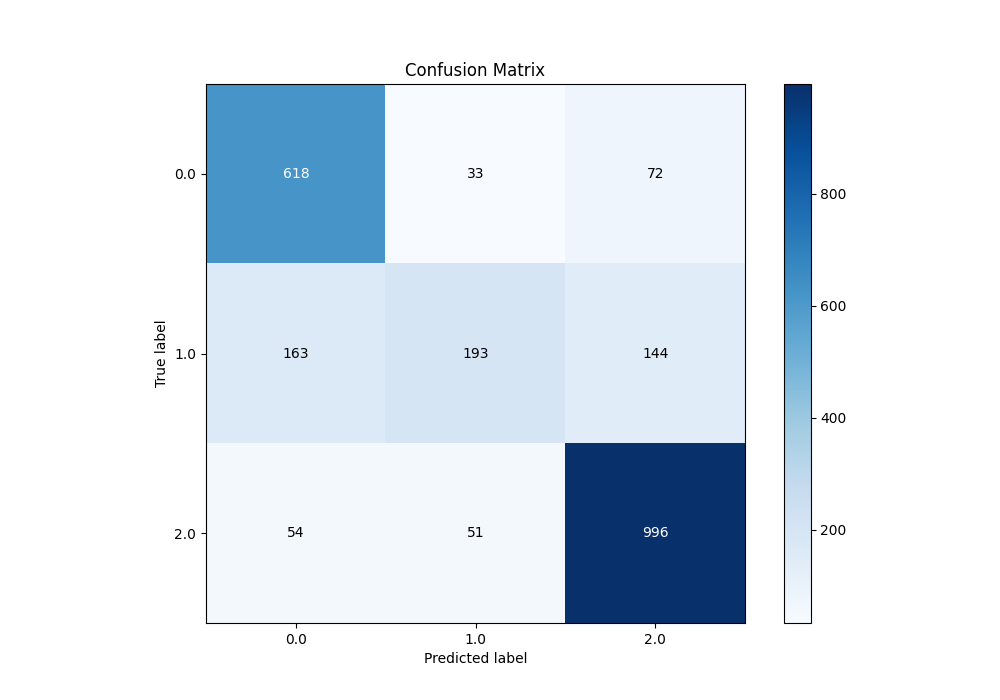 Confusion Matrix
0.0 618 33 72
1.0 163 193 144
2.0 54 51 996
0.0 1.0 2.0
Predicted label
True label
800
600
400
200